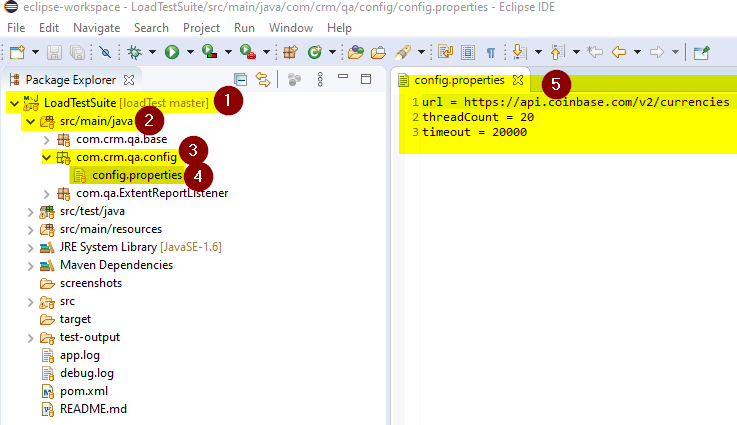 eclipse-workspace - LoadTestSuite/src/main/java/com/crm/qa/config/config.properties - Eclipse IDE
File Edit Navigate Search Project Run Window Help
Package Explorer
LoadTestSuite [loadTest master] 1
src/main/java 2
com.crm.qa.base
com.crm.qa.config 3
config.properties 4
com.qa.ExtentReportListener
src/test/java
src/main/resources
JRE System Library [JavaSE-1.6]
Maven Dependencies
screenshots
src
target
test-output
app.log
debug.log
pom.xml
README.md
config.properties 5
1 url = https://api.coinbase.com/v2/currencies
2 threadCount = 20
3 timeout = 20000